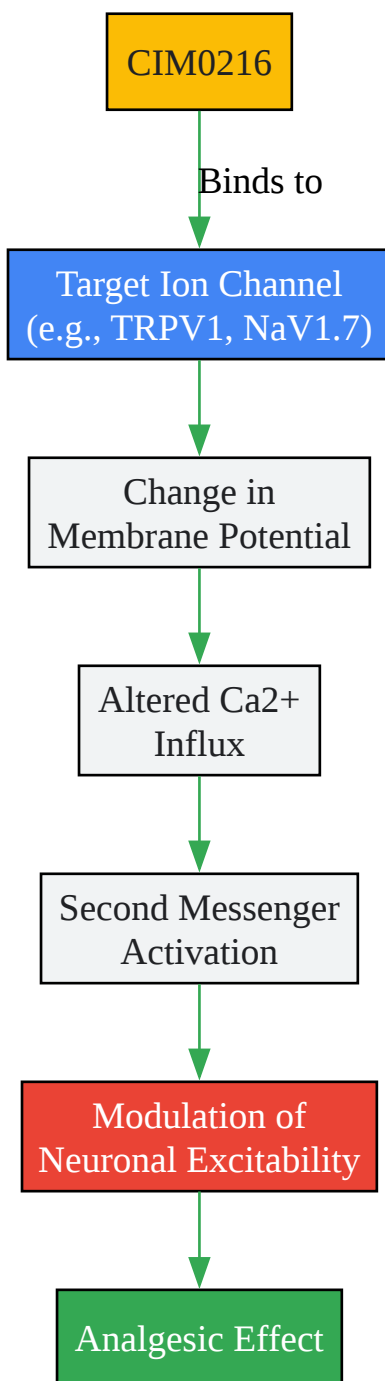 CIM0216
Binds to
Target Ion Channel
(e.g., TRPV1, NaV1.7)
Change in
Membrane Potential
Altered Ca2+
Influx
Second Messenger
Activation
Modulation of
Neuronal Excitability
Analgesic Effect